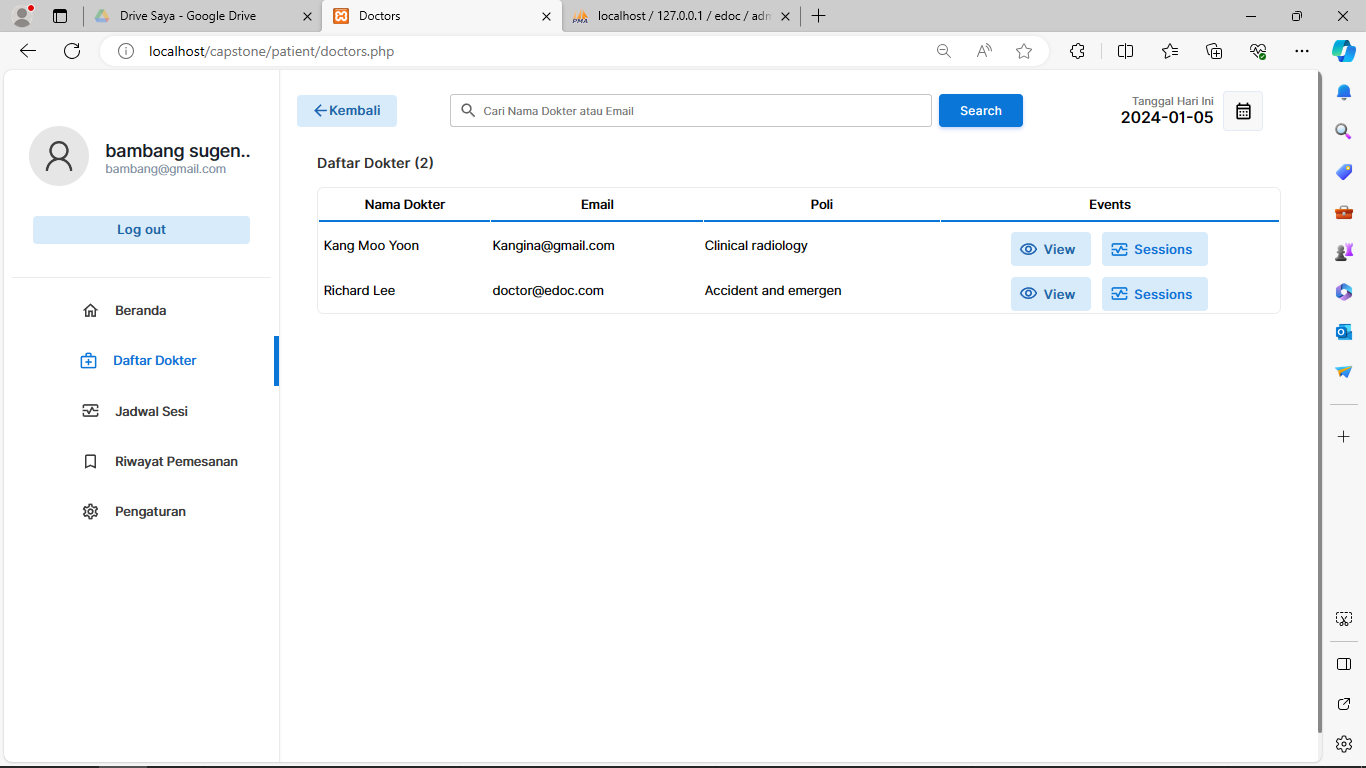 Drive Saya - Google Drive
Doctors
localhost / 127.0.0.1 / edoc / adm
localhost/capstone/patient/doctors.php
bambang sugen..
bambang@gmail.com
Log out
Beranda
Daftar Dokter
Jadwal Sesi
Riwayat Pemesanan
Pengaturan
Kembali
Cari Nama Dokter atau Email
Search
Tanggal Hari Ini
2024-01-05
Daftar Dokter (2)
Nama Dokter Email Poli Events
Kang Moo Yoon Kangina@gmail.com Clinical radiology View Sessions
Richard Lee doctor@edoc.com Accident and emergen View Sessions